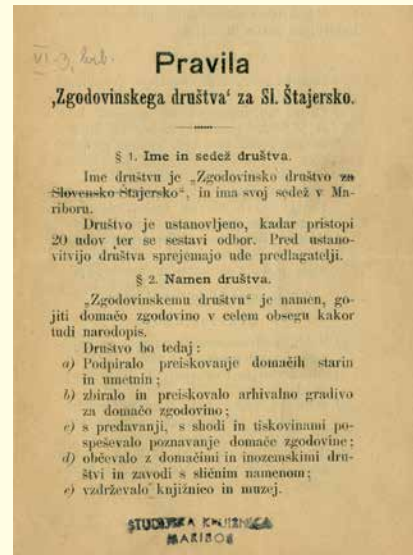 VI-3, knb.
Pravila
‚Zgodovinskega društva‘ za Sl. Štajersko.
§ 1. Ime in sedež društva.
Ime društvu je „Zgodovinsko društvo za
Slovensko Štajersko“, in ima svoj sedež v Ma-
riboru.
Društvo je ustanovljeno, kadar pristopi
20 udov ter se sestavi odbor. Pred ustano-
vitvijo društva sprejemajo ude predlagatelji.
§ 2. Namen društva.
„Zgodovinskemu društvu“ je namen, go-
jiti domačo zgodovino v celem obsegu kakor
tudi narodopis.
Društvo bo tedaj:
a) Podpiralo preiskovanje domačih starin
in umetnin;
b) zbiralo in preiskovalo arhivalno gradivo
za domačo zgodovino;
c) s predavanji, s shodi in tiskovinami po-
speševalo poznavanje domače zgodovine;
d) občevalo z domačimi in inozemskimi dru-
štvi in zavodi s sličnim namenom;
e) vzdrževalo knjižnico in muzej.
STUDIJSKA KNJIŽNICA
MARIBOR